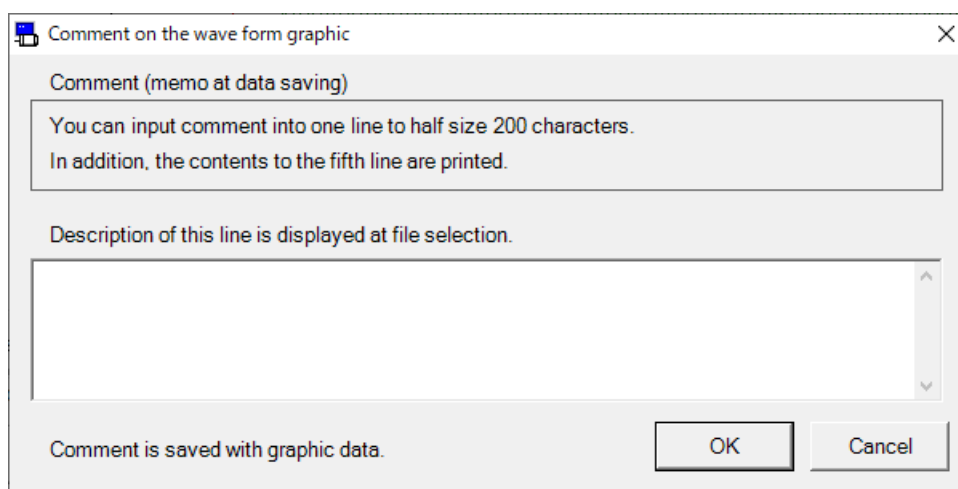 Comment on the wave form graphic
Comment (memo at data saving)
You can input comment into one line to half size 200 characters.
In addition, the contents to the fifth line are printed.
Description of this line is displayed at file selection.
Comment is saved with graphic data.
OK
Cancel